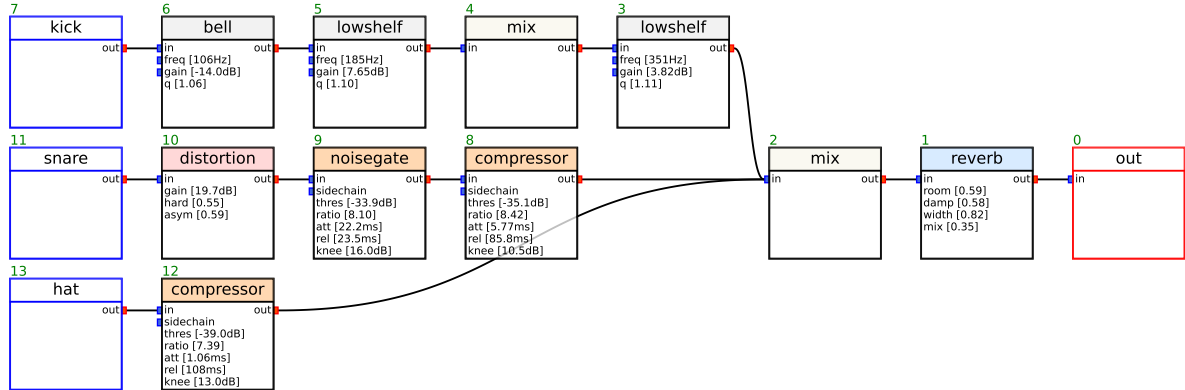 7
kick
out
6
bell
in out
freq [106Hz]
gain [-14.0dB]
q [1.06]
5
lowshelf
in out
freq [185Hz]
gain [7.65dB]
q [1.10]
4
mix
in out
3
lowshelf
in out
freq [351Hz]
gain [3.82dB]
q [1.11]
11
snare
out
10
distortion
in out
gain [19.7dB]
hard [0.55]
asym [0.59]
9
noisegate
in out
sidechain
thres [-33.9dB]
ratio [8.10]
att [22.2ms]
rel [23.5ms]
knee [16.0dB]
8
compressor
in out
sidechain
thres [-35.1dB]
ratio [8.42]
att [5.77ms]
rel [85.8ms]
knee [10.5dB]
2
mix
in out
1
reverb
in out
room [0.59]
damp [0.58]
width [0.82]
mix [0.35]
0
out
in
13
hat
out
12
compressor
in out
sidechain
thres [-39.0dB]
ratio [7.39]
att [1.06ms]
rel [108ms]
knee [13.0dB]